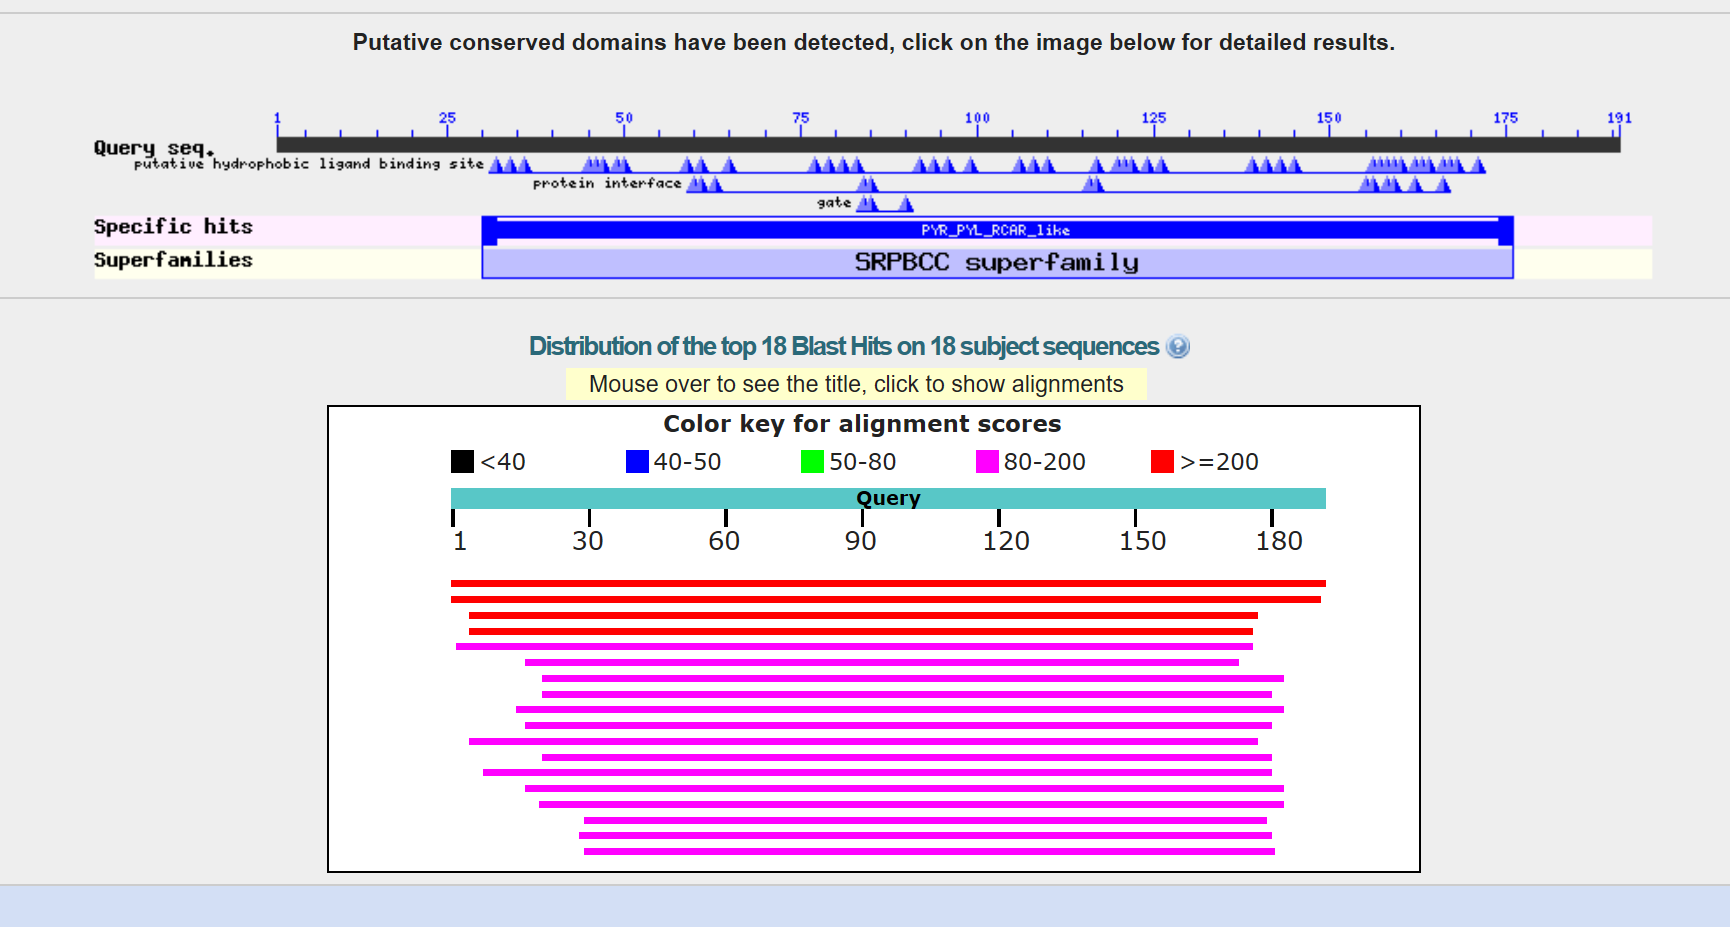 Putative conserved domains have been detected, click on the image below for detailed results.
1 25 50 75 100 125 150 175 191
Query seq.
putative hydrophobic ligand binding site
protein interface
gate
Specific hits PYR_PYL_RCAR_like
Superfamilies SRPBCC superfamily
Distribution of the top 18 Blast Hits on 18 subject sequences ?
Mouse over to see the title, click to show alignments
Color key for alignment scores
<40 40-50 50-80 80-200 >=200
Query
1 30 60 90 120 150 180